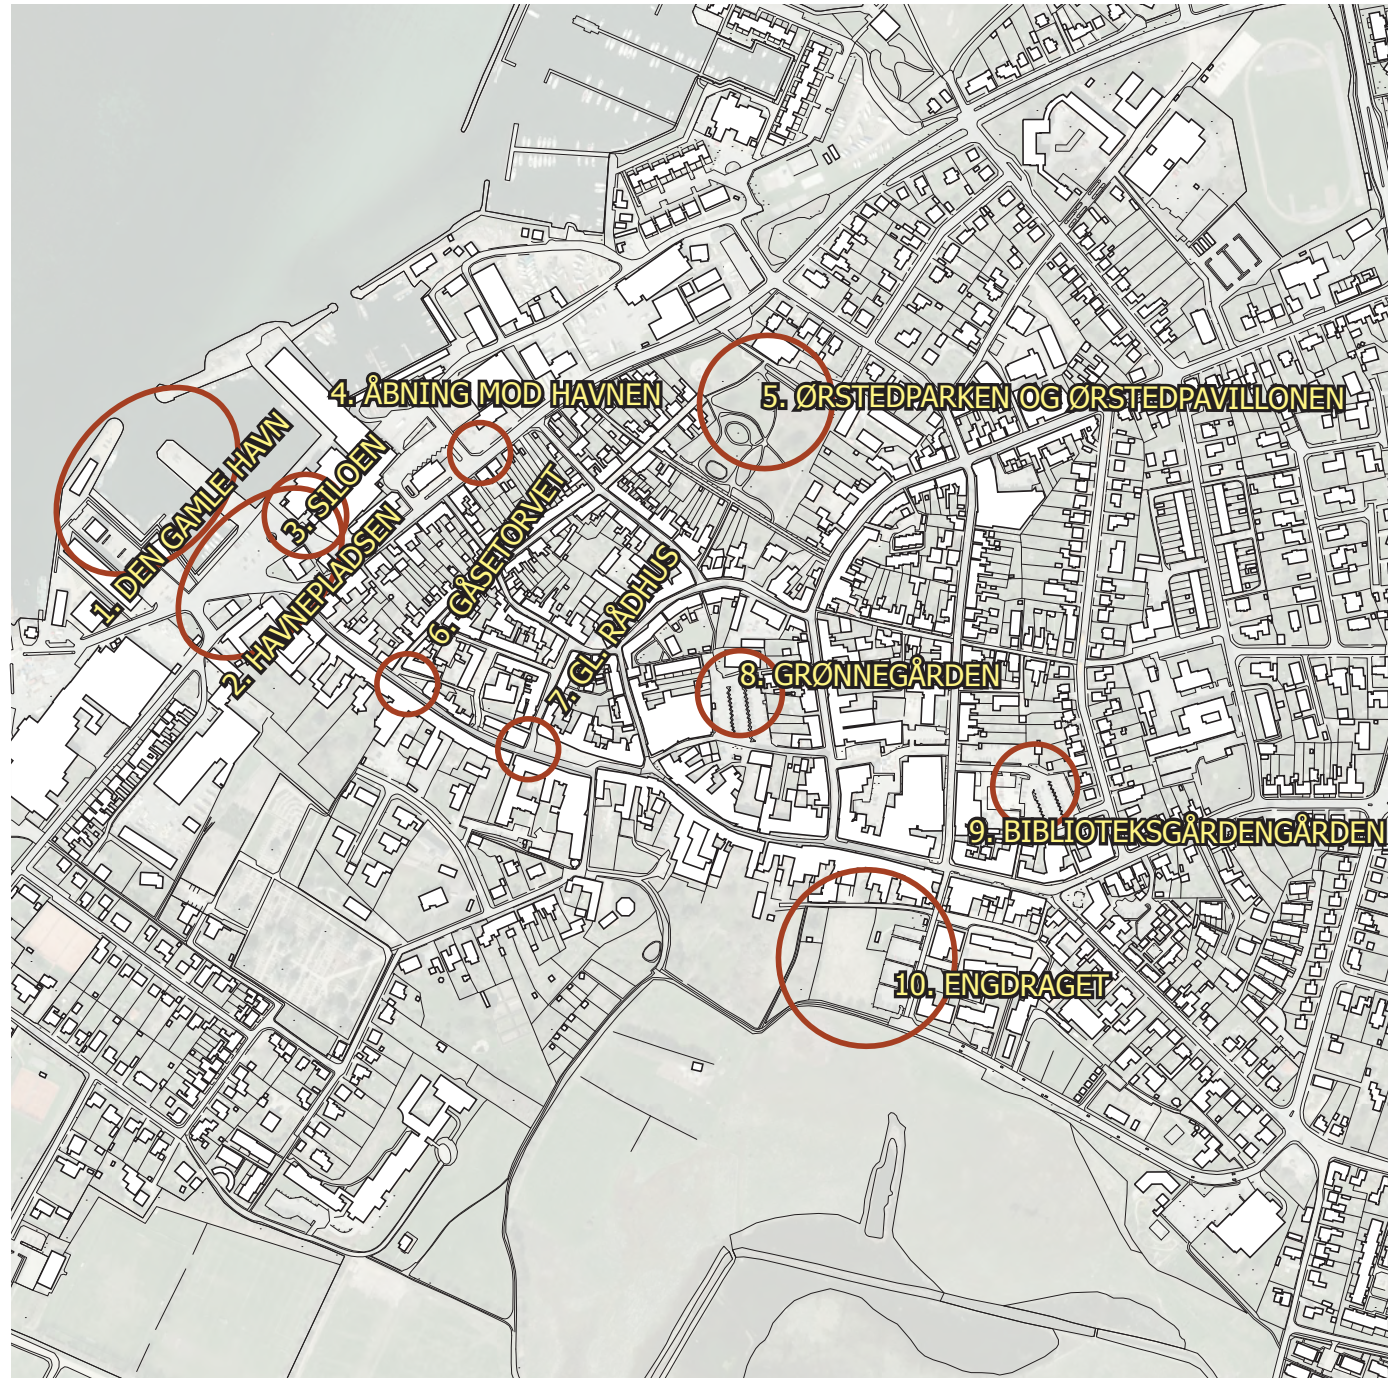 1. DEN GAMLE HAVN
2. HAVNEPLADSEN
3. SILOEN
4. ÅBNING MOD HAVNEN
5. ØRSTEDPARKEN OG ØRSTEDPAVILLONEN
6. GÅSETORVET
7. GL. RÅDHUS
8. GRØNNEGÅRDEN
9. BIBLIOTEKSGÅRDENGÅRDEN
10. ENGDRAGET